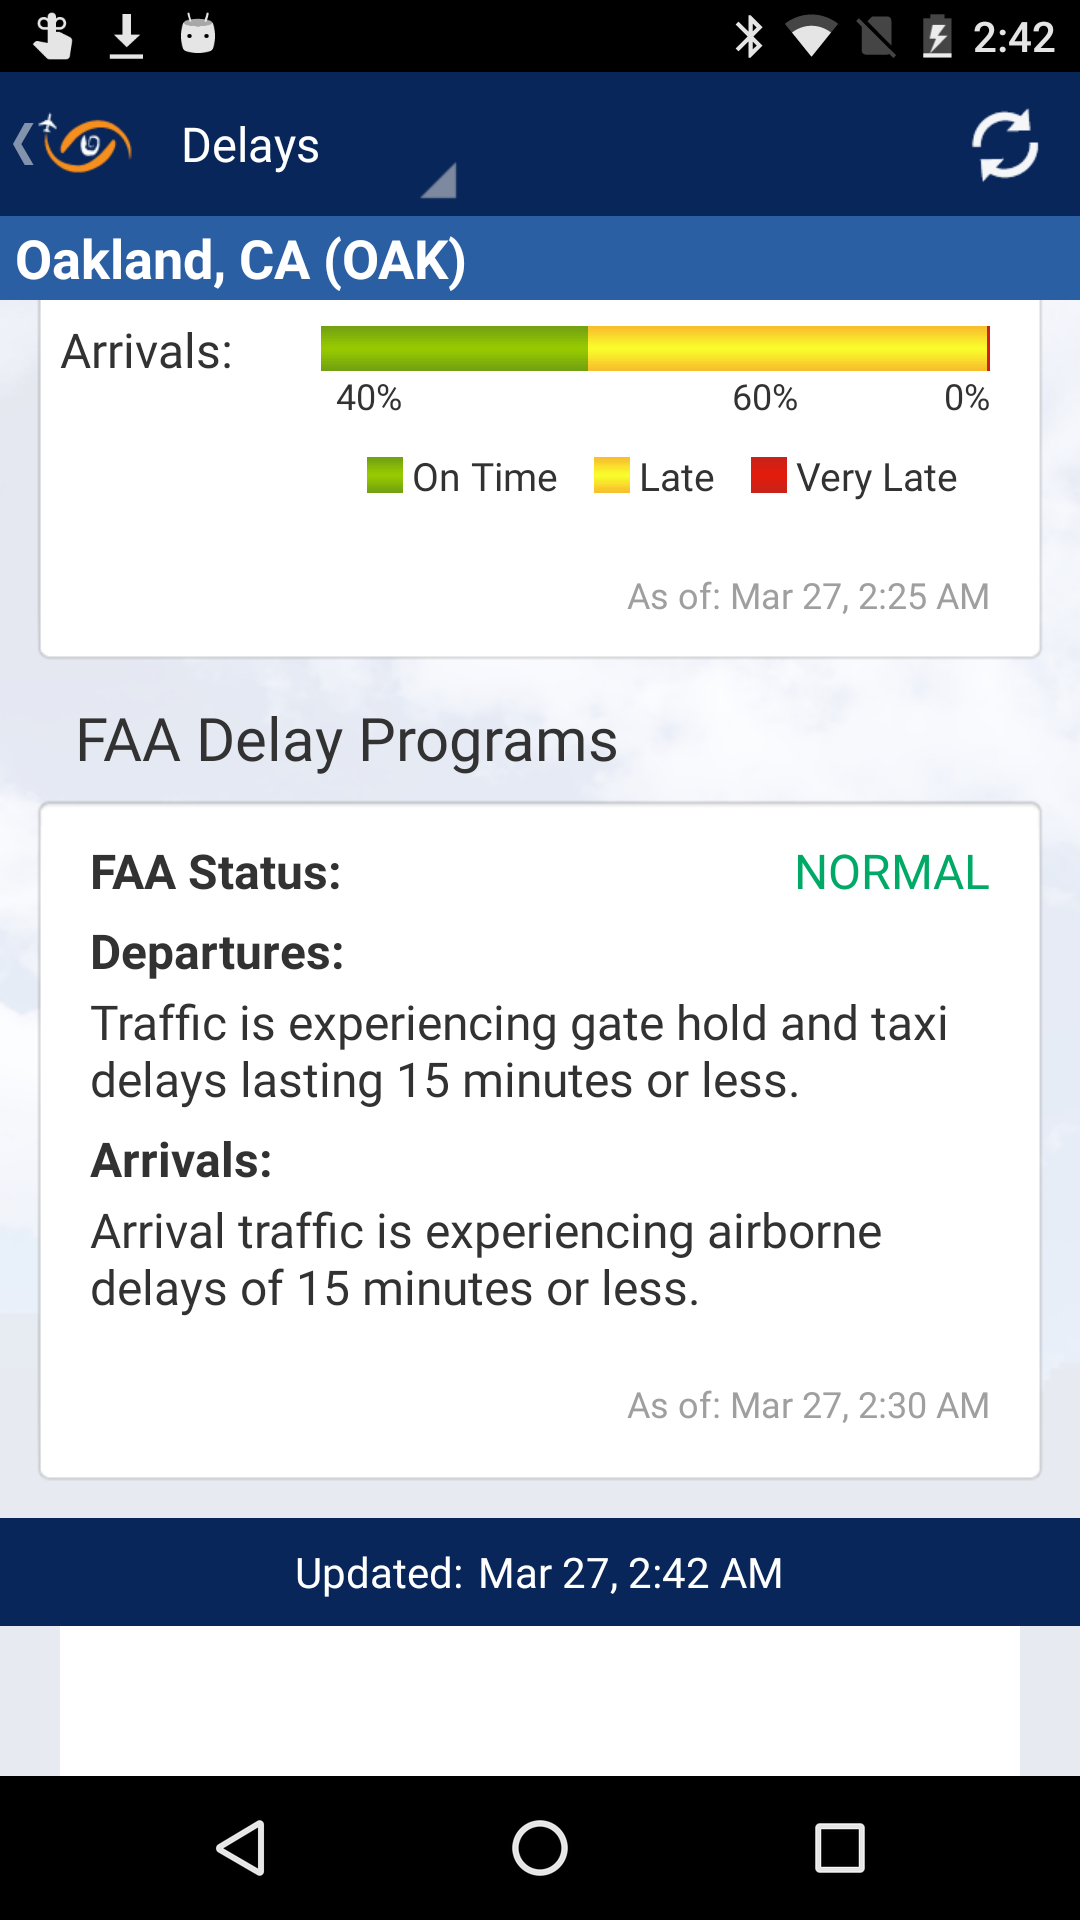 2:42
Delays
Oakland, CA (OAK)
Arrivals:
40% 60% 0%
On Time Late Very Late
As of: Mar 27, 2:25 AM
FAA Delay Programs
FAA Status: NORMAL
Departures:
Traffic is experiencing gate hold and taxi
delays lasting 15 minutes or less.
Arrivals:
Arrival traffic is experiencing airborne
delays of 15 minutes or less.
As of: Mar 27, 2:30 AM
Updated: Mar 27, 2:42 AM